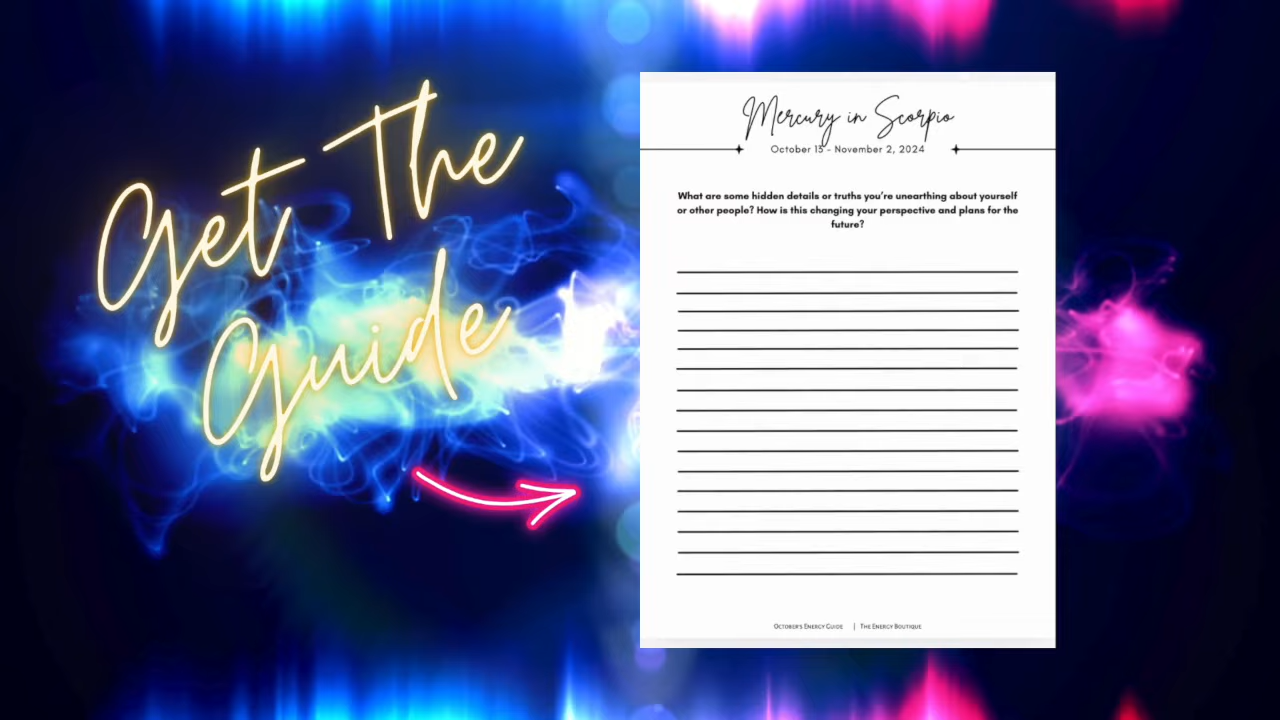 Get The
Guide
Mercury in Scorpio
October 15 - November 2, 2024
What are some hidden details or truths you're unearthing about yourself
or other people? How is this changing your perspective and plans for the
future?
October's Energy Guide | The Energy Boutique